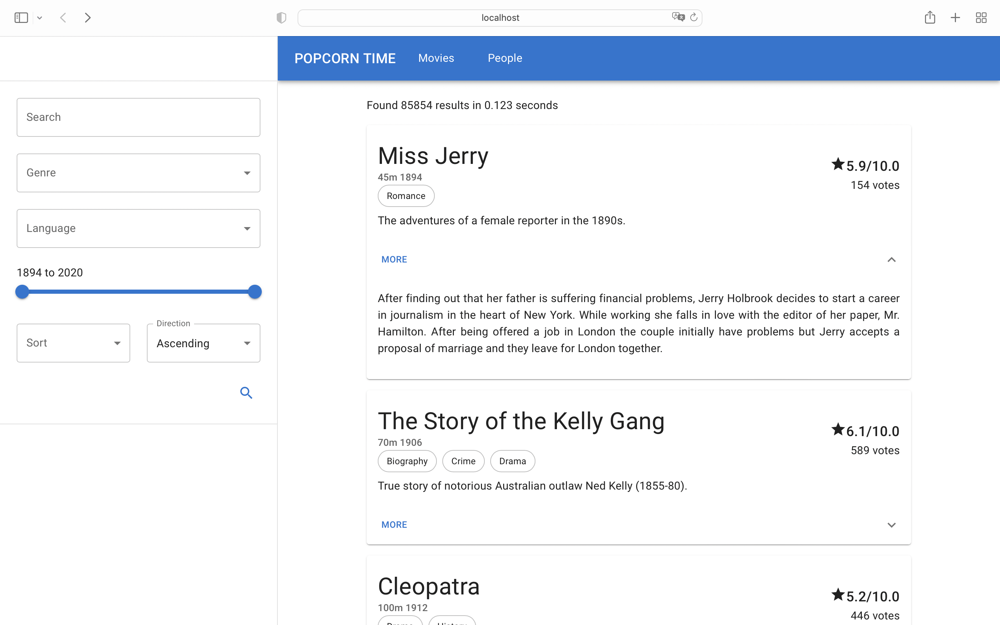 localhost
POPCORN TIME Movies People
Search
Genre
Language
1894 to 2020
Sort
Direction
Ascending
Found 85854 results in 0.123 seconds
Miss Jerry
5.9/10.0
45m 1894
154 votes
Romance
The adventures of a female reporter in the 1890s.
MORE
After finding out that her father is suffering financial problems, Jerry Holbrook decides to start a career
in journalism in the heart of New York. While working she falls in love with the editor of her paper, Mr.
Hamilton. After being offered a job in London the couple initially have problems but Jerry accepts a
proposal of marriage and they leave for London together.
The Story of the Kelly Gang
6.1/10.0
70m 1906
589 votes
Biography Crime Drama
True story of notorious Australian outlaw Ned Kelly (1855-80).
MORE
Cleopatra
5.2/10.0
100m 1912
446 votes
Drama History